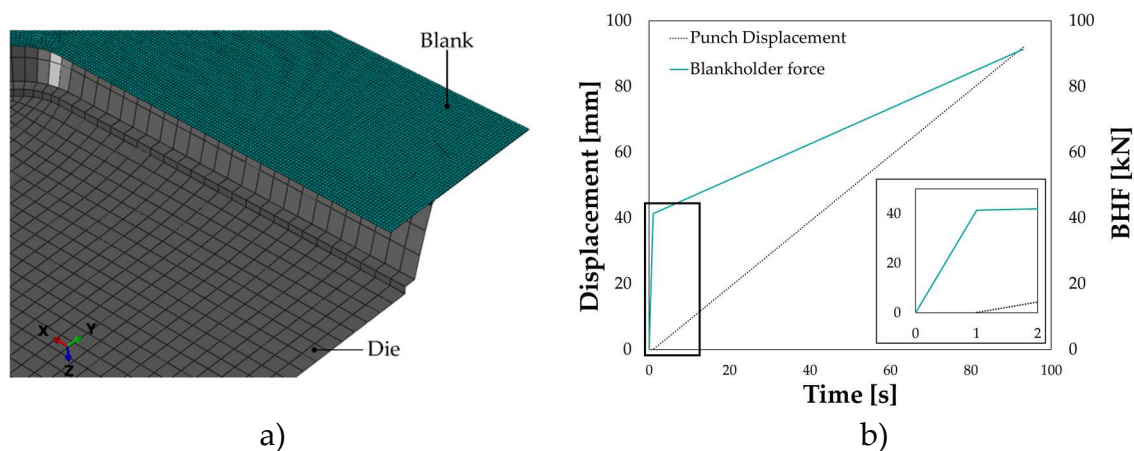 Blank
Die
X
Y
Z
a)
Punch Displacement
Blankholder force
Displacement [mm]
BHF [kN]
100
80
60
40
20
0
100
80
60
40
20
0
40
20
0
0
1
2
0
20
40
60
80
100
Time [s]
b)